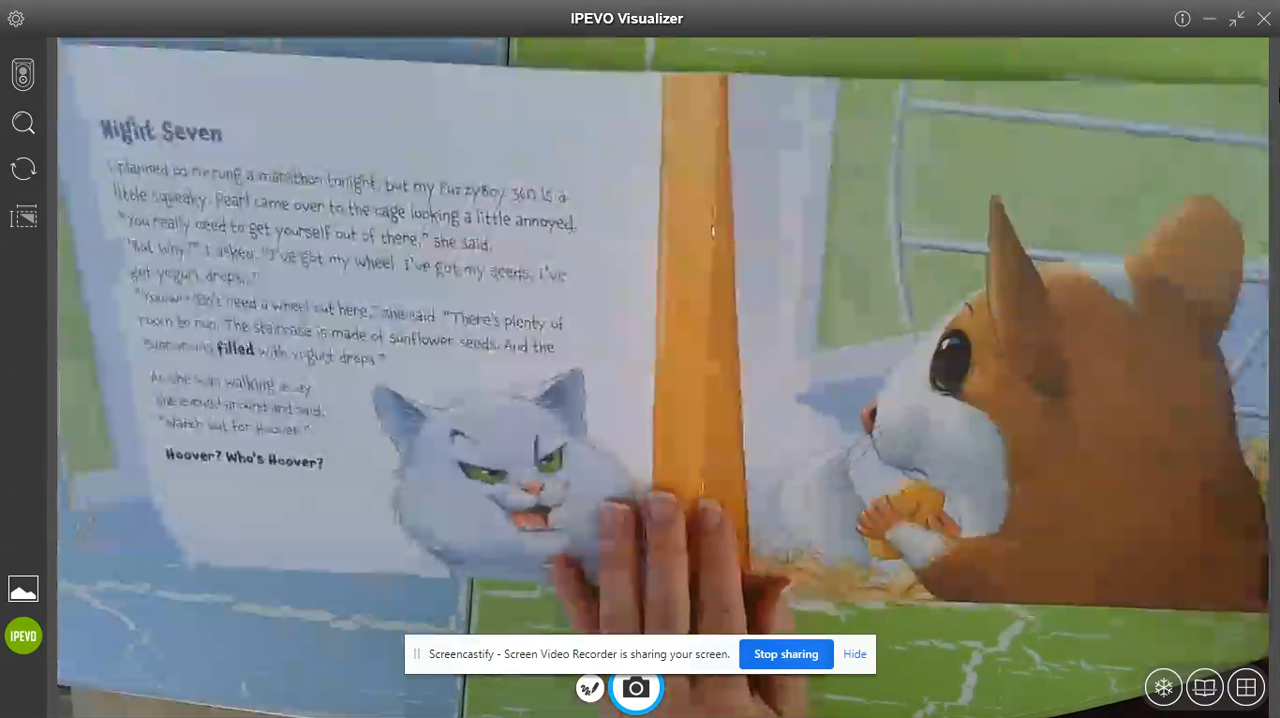 IPEVO Visualizer
Night Seven
I planned on running a marathon tonight, but my FuzzyBoy 360 is a
little squeaky. Pearl came over to the cage looking a little annoyed.
"You really need to get yourself out of there," she said.
"But why?" I asked. "I've got my wheel. I've got my seeds. I've
got yogurt drops."
need a wheel out here," she said. "There's plenty of
room to run. The staircase is made of sunflower seeds. And the
filled with yogurt drops."
As she was walking away
she turned around and said,
"Watch out for Hoover."
Hoover? Who's Hoover?
IPEVO
Screencastify - Screen Video Recorder is sharing your screen.
Stop sharing
Hide